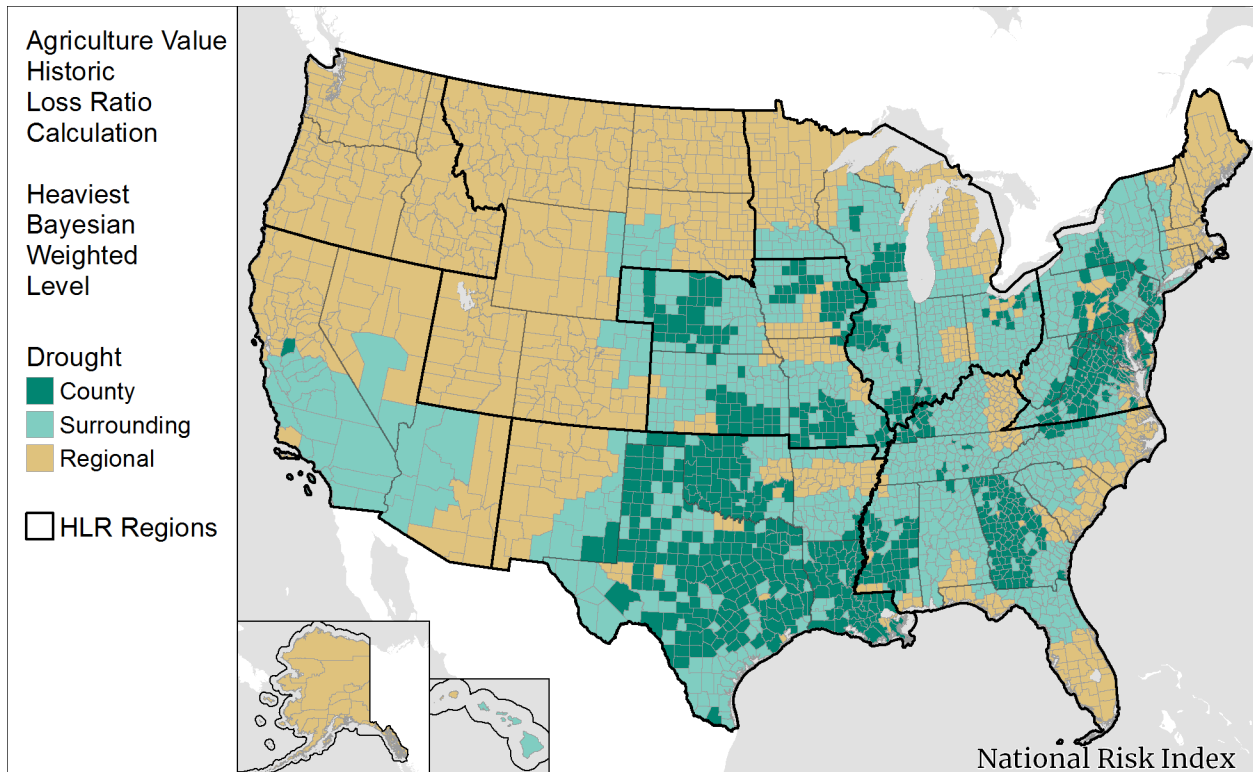 Agriculture Value
Historic
Loss Ratio
Calculation
Heaviest
Bayesian
Weighted
Level
Drought
County
Surrounding
Regional
HLR Regions
National Risk Index